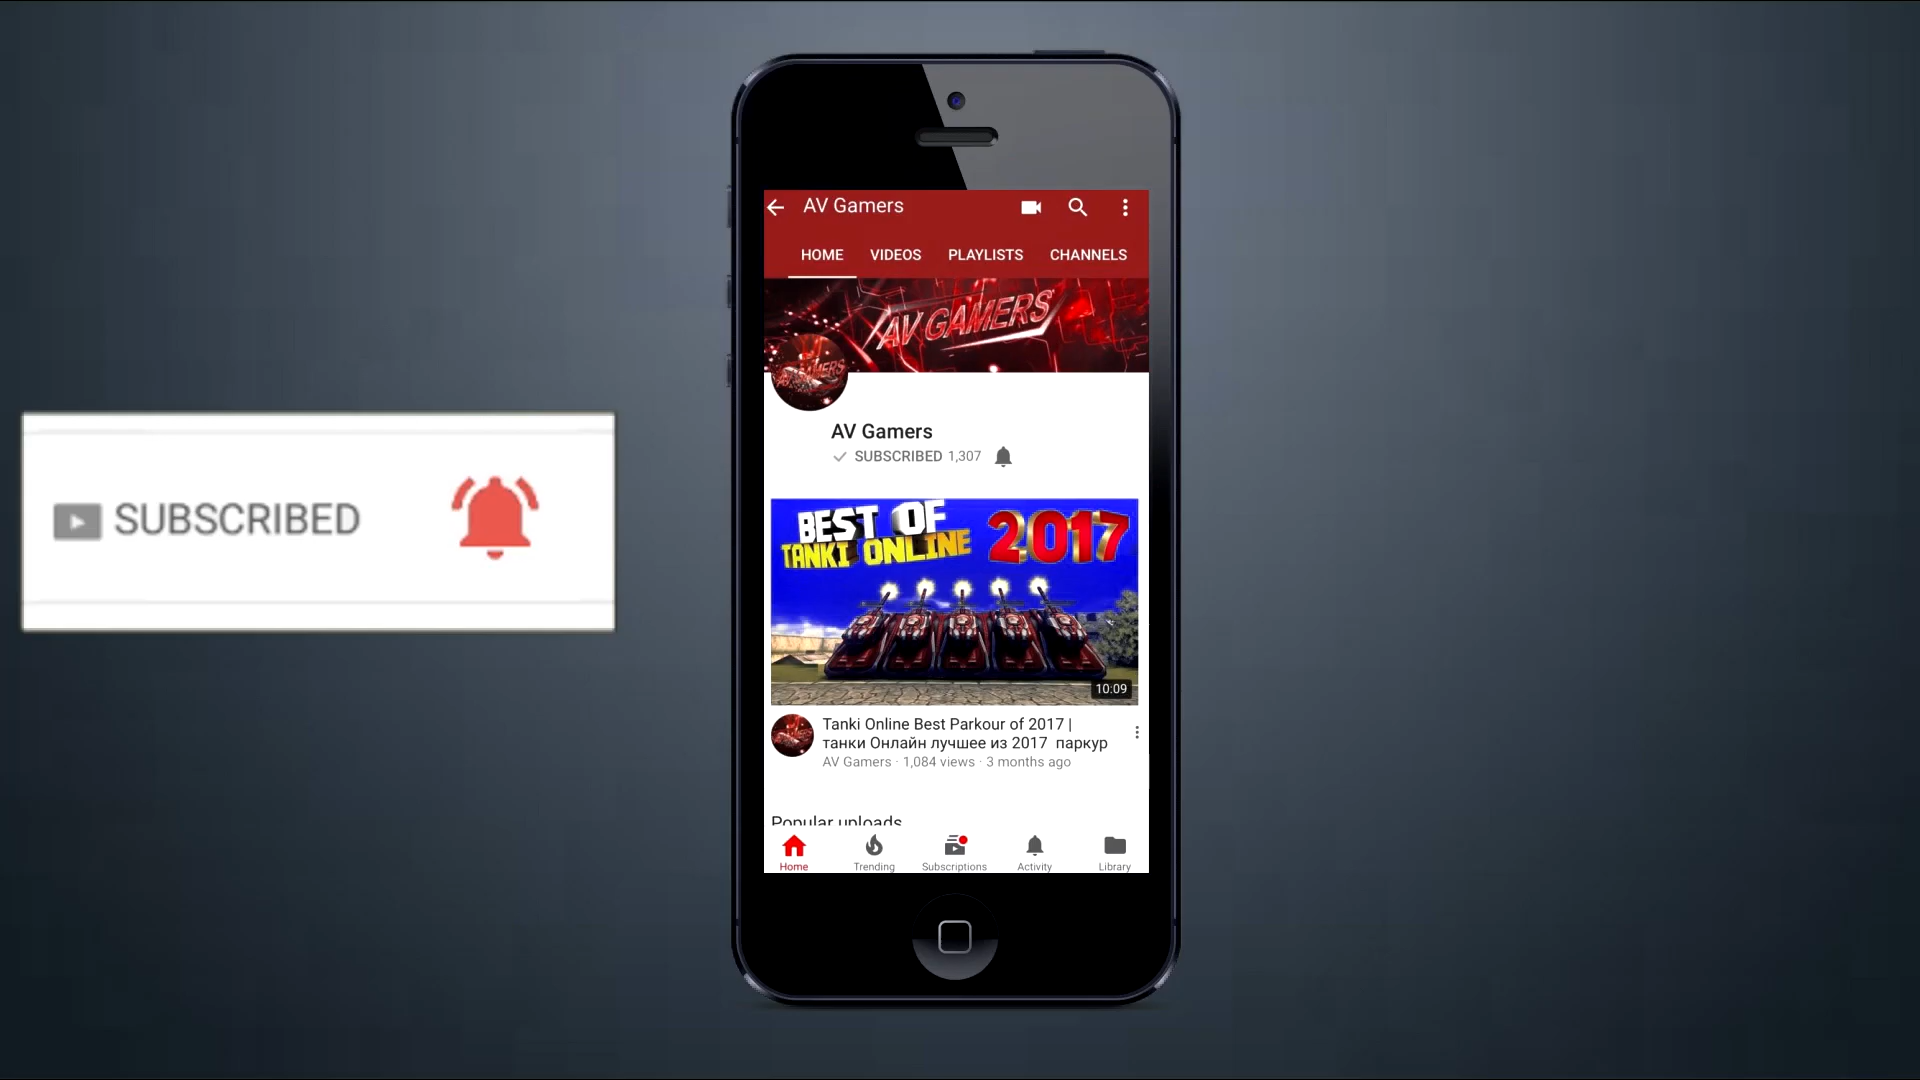 AV Gamers
HOME VIDEOS PLAYLISTS CHANNELS
AV GAMERS
AV Gamers
SUBSCRIBED 1,307
SUBSCRIBED
BEST OF
TANKI ONLINE
2017
10:09
Tanki Online Best Parkour of 2017 |
танки Онлайн лучшее из 2017 паркур
AV Gamers · 1,084 views · 3 months ago
Popular uploads
Home Trending Subscriptions Activity Library